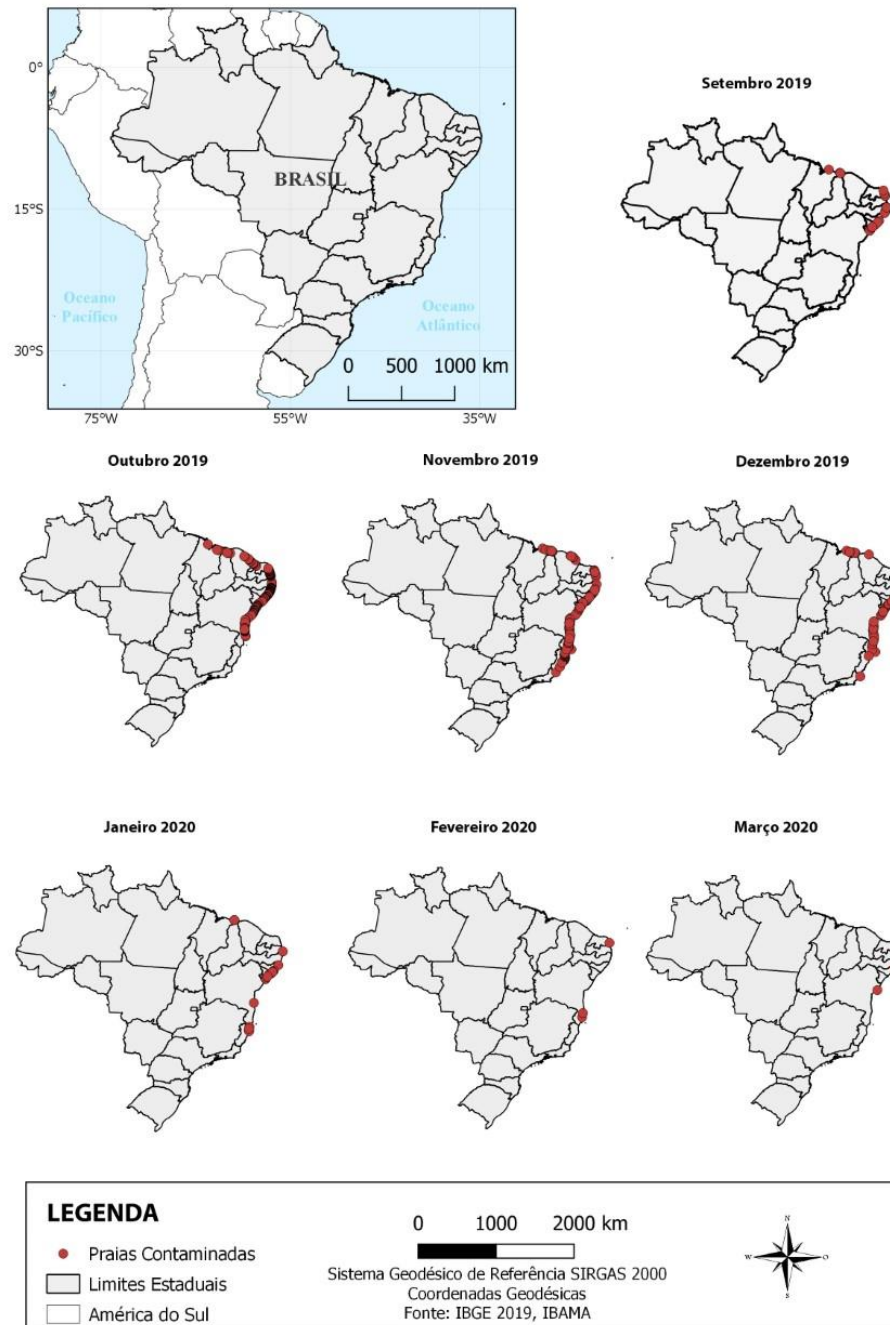 0°
15°S
30°S
75°W
55°W
35°W
BRASIL
Oceano
Pacífico
Oceano
Atlântico
0 500 1000 km
Setembro 2019
Outubro 2019
Novembro 2019
Dezembro 2019
Janeiro 2020
Fevereiro 2020
Março 2020
LEGENDA
Praias Contaminadas
Limites Estaduais
América do Sul
0 1000 2000 km
Sistema Geodésico de Referência SIRGAS 2000
Coordenadas Geodésicas
Fonte: IBGE 2019, IBAMA
N
W O
S